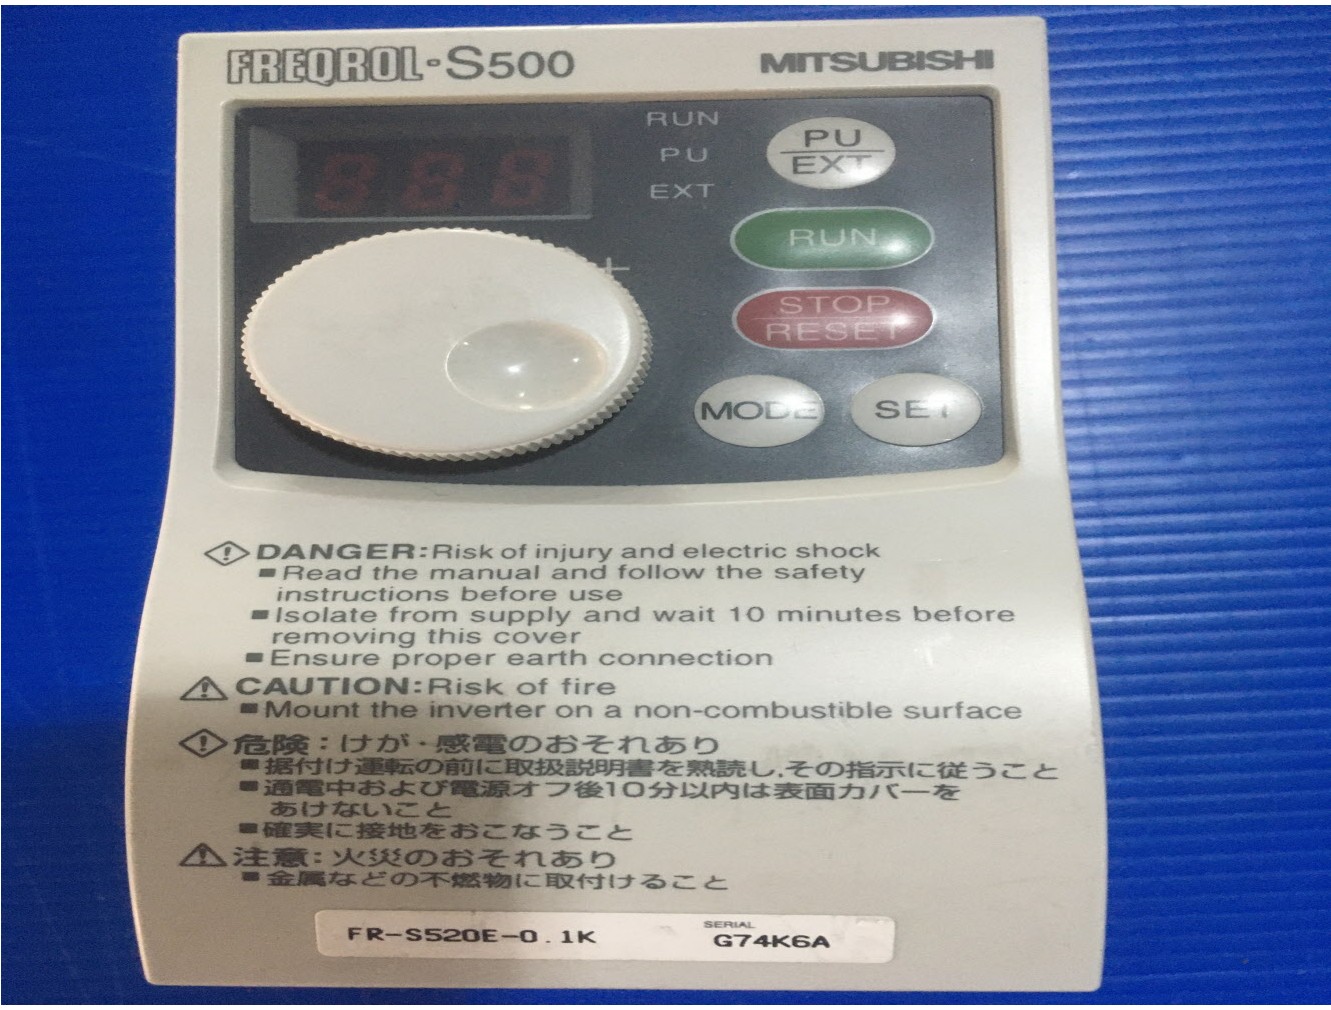 FREQROL-S500 MITSUBISHI
RUN
PU
EXT
PU
EXT
RUN
STOP
RESET
MODE SET
+
DANGER:Risk of injury and electric shock
■Read the manual and follow the safety
instructions before use
■Isolate from supply and wait 10 minutes before
removing this cover
■Ensure proper earth connection
CAUTION:Risk of fire
■Mount the inverter on a non-combustible surface
危険:けが・感電のおそれあり
■据付け運転の前に取扱説明書を熟読し,その指示に従うこと
■通電中および電源オフ後10分以内は表面カバーを
あけないこと
■確実に接地をおこなうこと
注意:火災のおそれあり
■金属などの不燃物に取付けること
SERIAL
FR-S520E-0.1K G74K6A